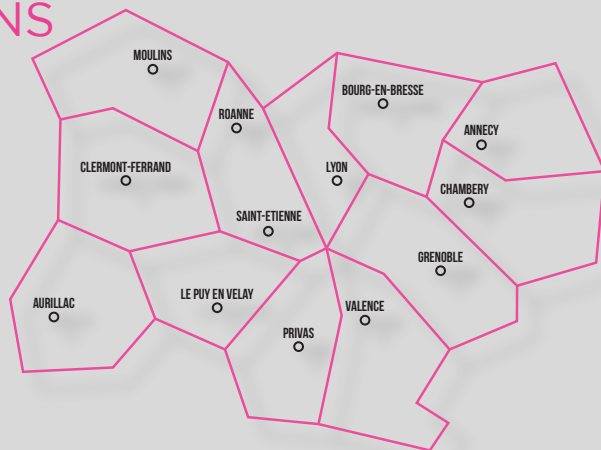 NS
MOULINS
BOURG-EN-BRESSE
ROANNE
ANNECY
CLERMONT-FERRAND
LYON
CHAMBERY
SAINT-ETIENNE
GRENOBLE
LE PUY EN VELAY
AURILLAC
VALENCE
PRIVAS